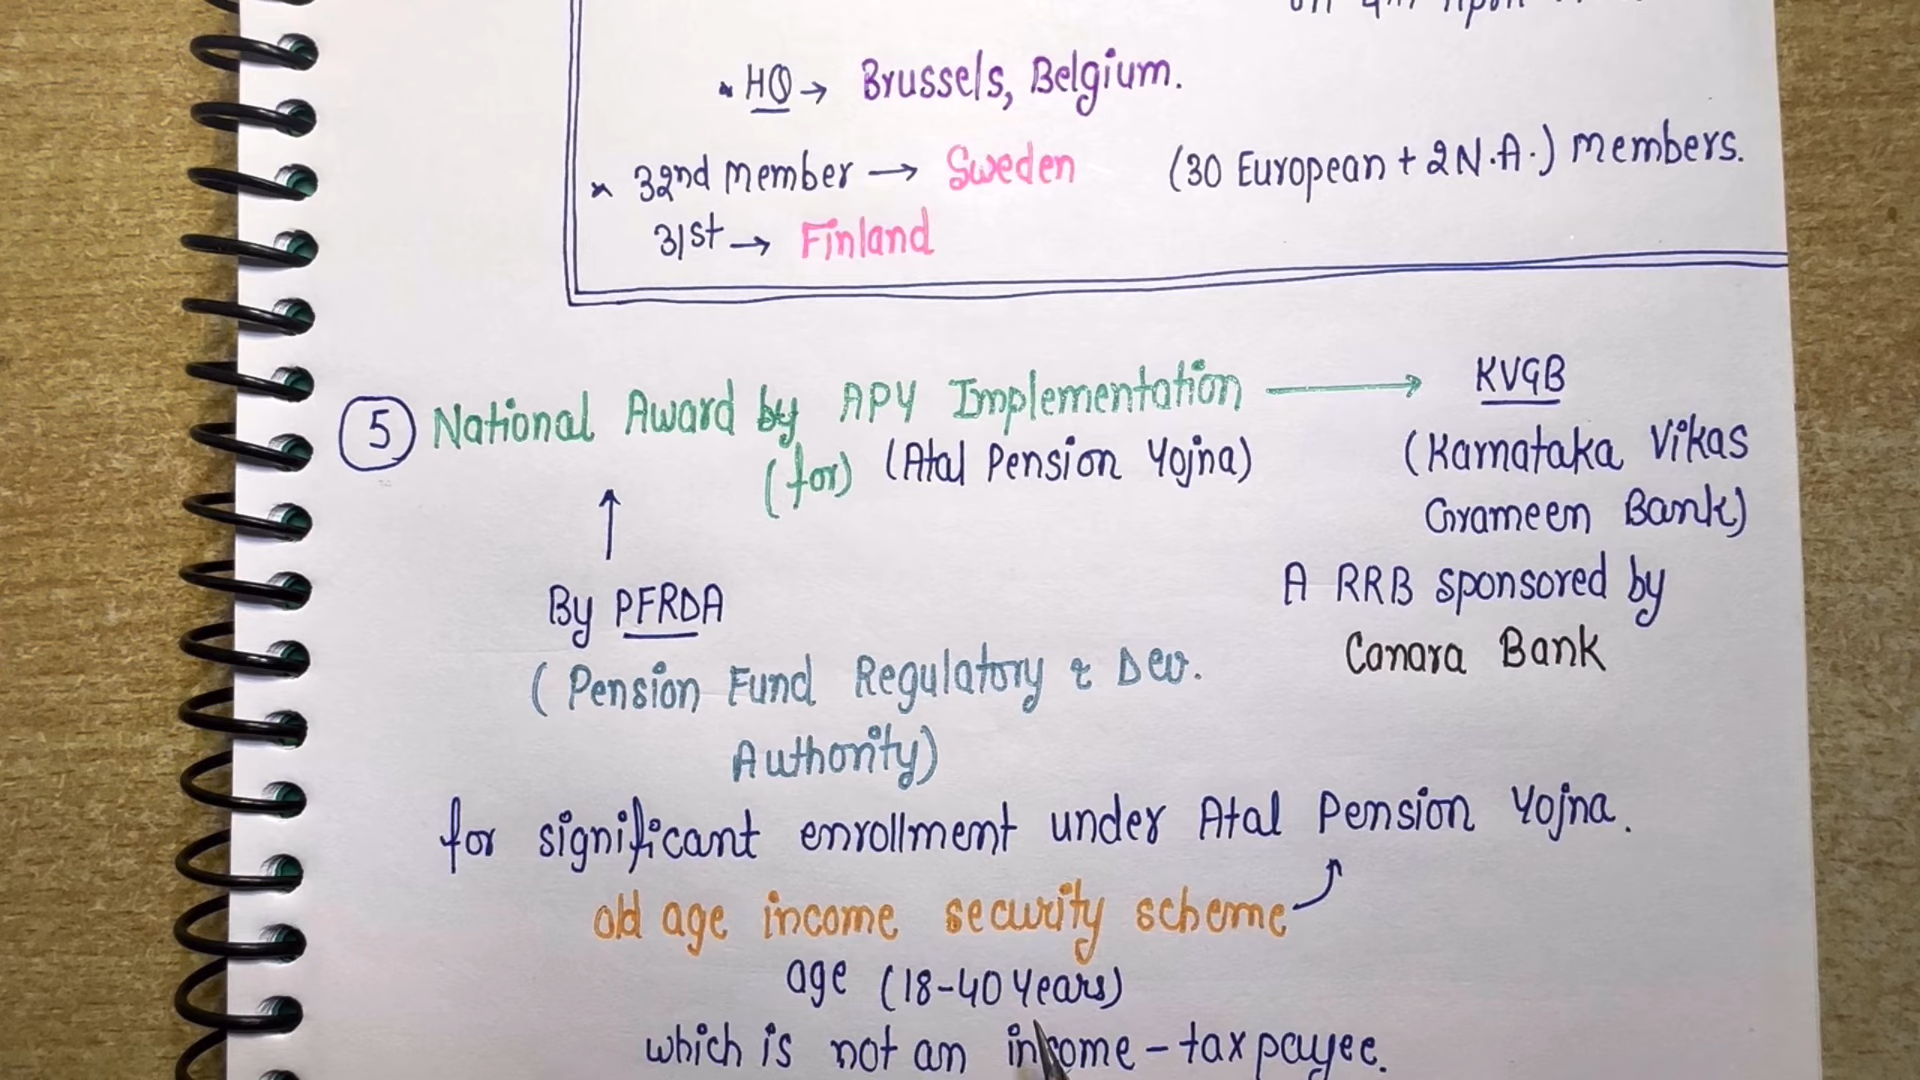 • HQ → Brussels, Belgium.
× 32nd member → Sweden (30 European + 2 N.A.) members.
31st → Finland
5 National Award by APY Implementation → KVGB
(for) (Atal Pension Yojna) (Karnataka Vikas
Grameen Bank)
↑
By PFRDA A RRB sponsored by
Canara Bank
(Pension Fund Regulatory & Dev.
Authority)
for significant enrollment under Atal Pension Yojna.
old age income security scheme
age (18-40 years)
which is not an income-tax payee.